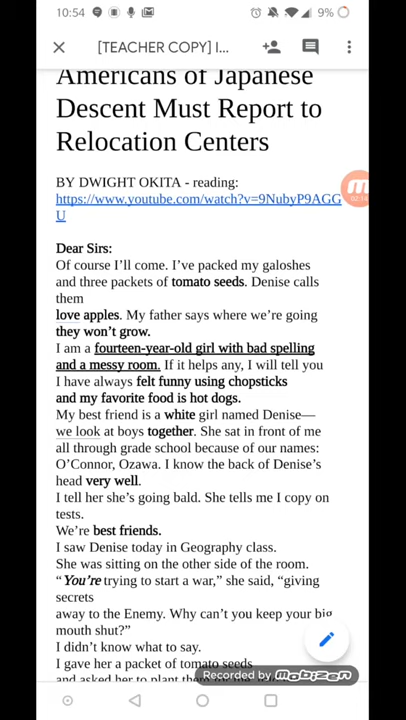 10:54
9%
[TEACHER COPY] I...
Americans of Japanese
Descent Must Report to
Relocation Centers
BY DWIGHT OKITA - reading:
https://www.youtube.com/watch?v=9NubyP9AGG
U
Dear Sirs:
Of course I'll come. I've packed my galoshes
and three packets of tomato seeds. Denise calls
them
love apples. My father says where we're going
they won't grow.
I am a fourteen-year-old girl with bad spelling
and a messy room. If it helps any, I will tell you
I have always felt funny using chopsticks
and my favorite food is hot dogs.
My best friend is a white girl named Denise—
we look at boys together. She sat in front of me
all through grade school because of our names:
O'Connor, Ozawa. I know the back of Denise's
head very well.
I tell her she's going bald. She tells me I copy on
tests.
We're best friends.
I saw Denise today in Geography class.
She was sitting on the other side of the room.
"You're trying to start a war," she said, "giving
secrets
away to the Enemy. Why can't you keep your big
mouth shut?"
I didn't know what to say.
I gave her a packet of tomato seeds
and asked her to plant them for me
Recorded by Mobizen